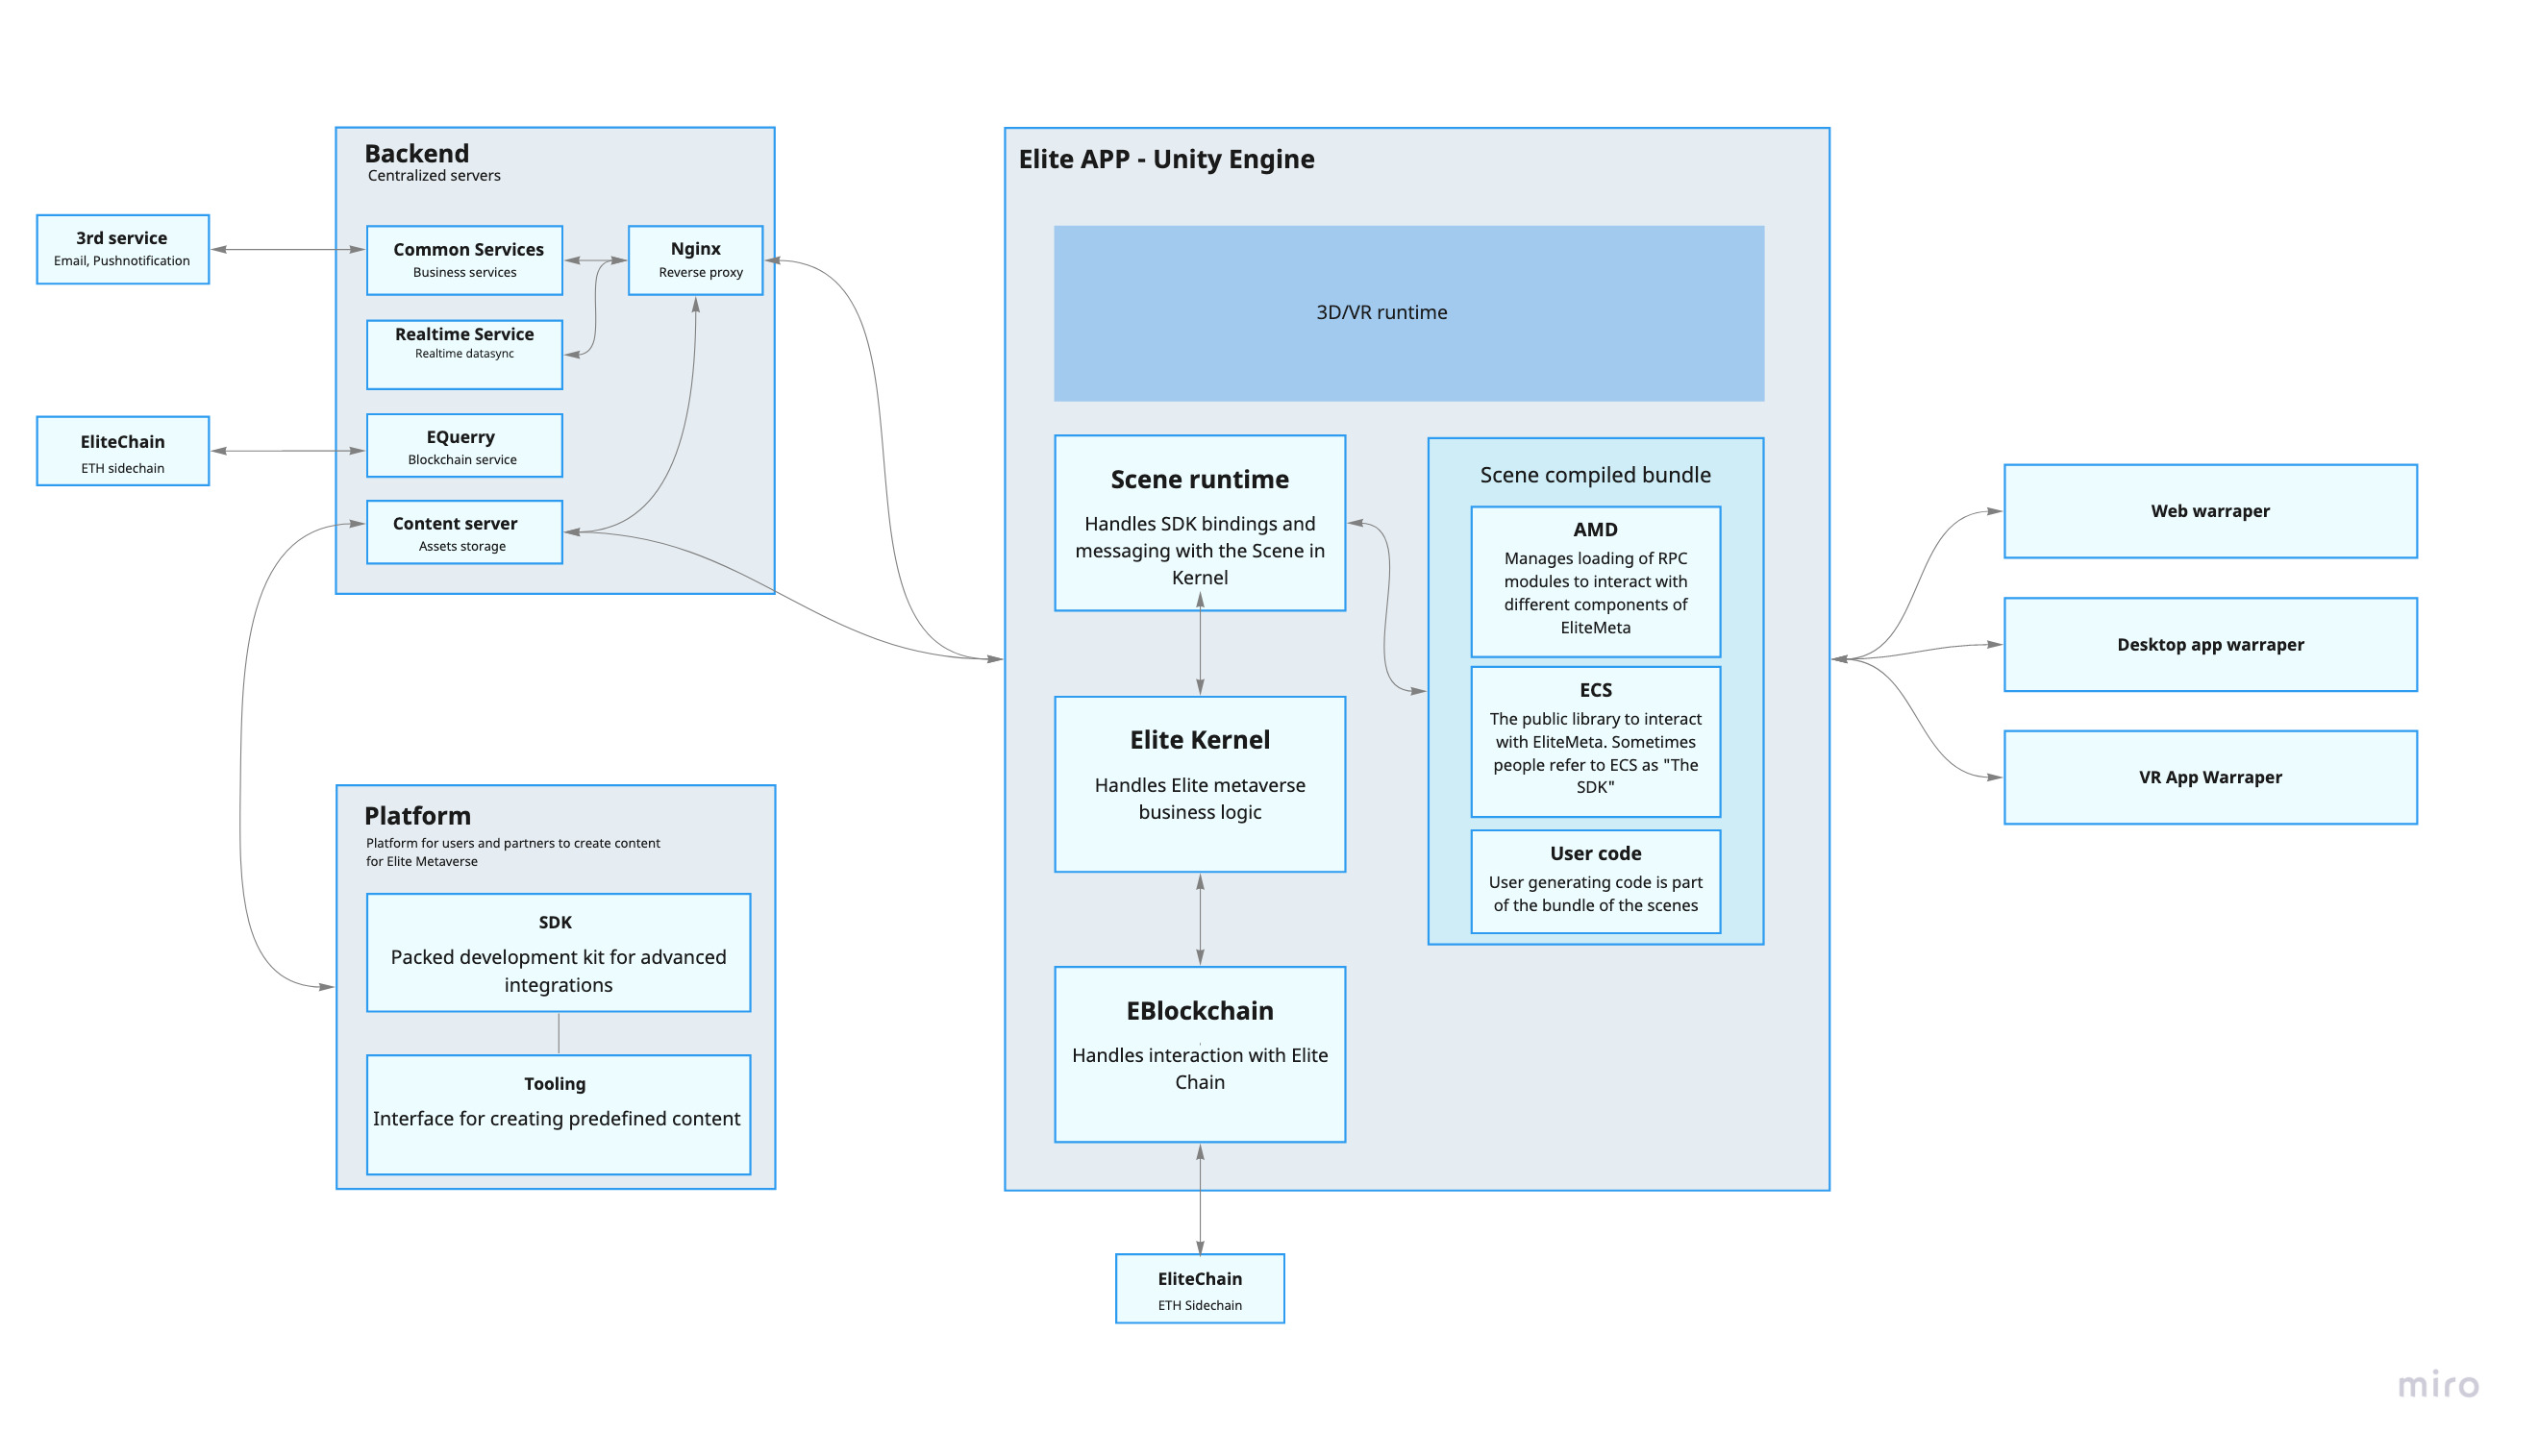 Backend
Centralized servers
3rd service
Email, Pushnotification
Common Services
Business services
Nginx
Reverse proxy
Realtime Service
Realtime datasync
EliteChain
ETH sidechain
EQuerry
Blockchain service
Content server
Assets storage
Platform
Platform for users and partners to create content
for Elite Metaverse
SDK
Packed development kit for advanced
integrations
Tooling
Interface for creating predefined content
Elite APP - Unity Engine
3D/VR runtime
Scene runtime
Handles SDK bindings and
messaging with the Scene in
Kernel
Elite Kernel
Handles Elite metaverse
business logic
EBlockchain
Handles interaction with Elite
Chain
Scene compiled bundle
AMD
Manages loading of RPC
modules to interact with
different components of
EliteMeta
ECS
The public library to interact
with EliteMeta. Sometimes
people refer to ECS as "The
SDK"
User code
User generating code is part
of the bundle of the scenes
EliteChain
ETH Sidechain
Web warraper
Desktop app warraper
VR App Warraper
miro